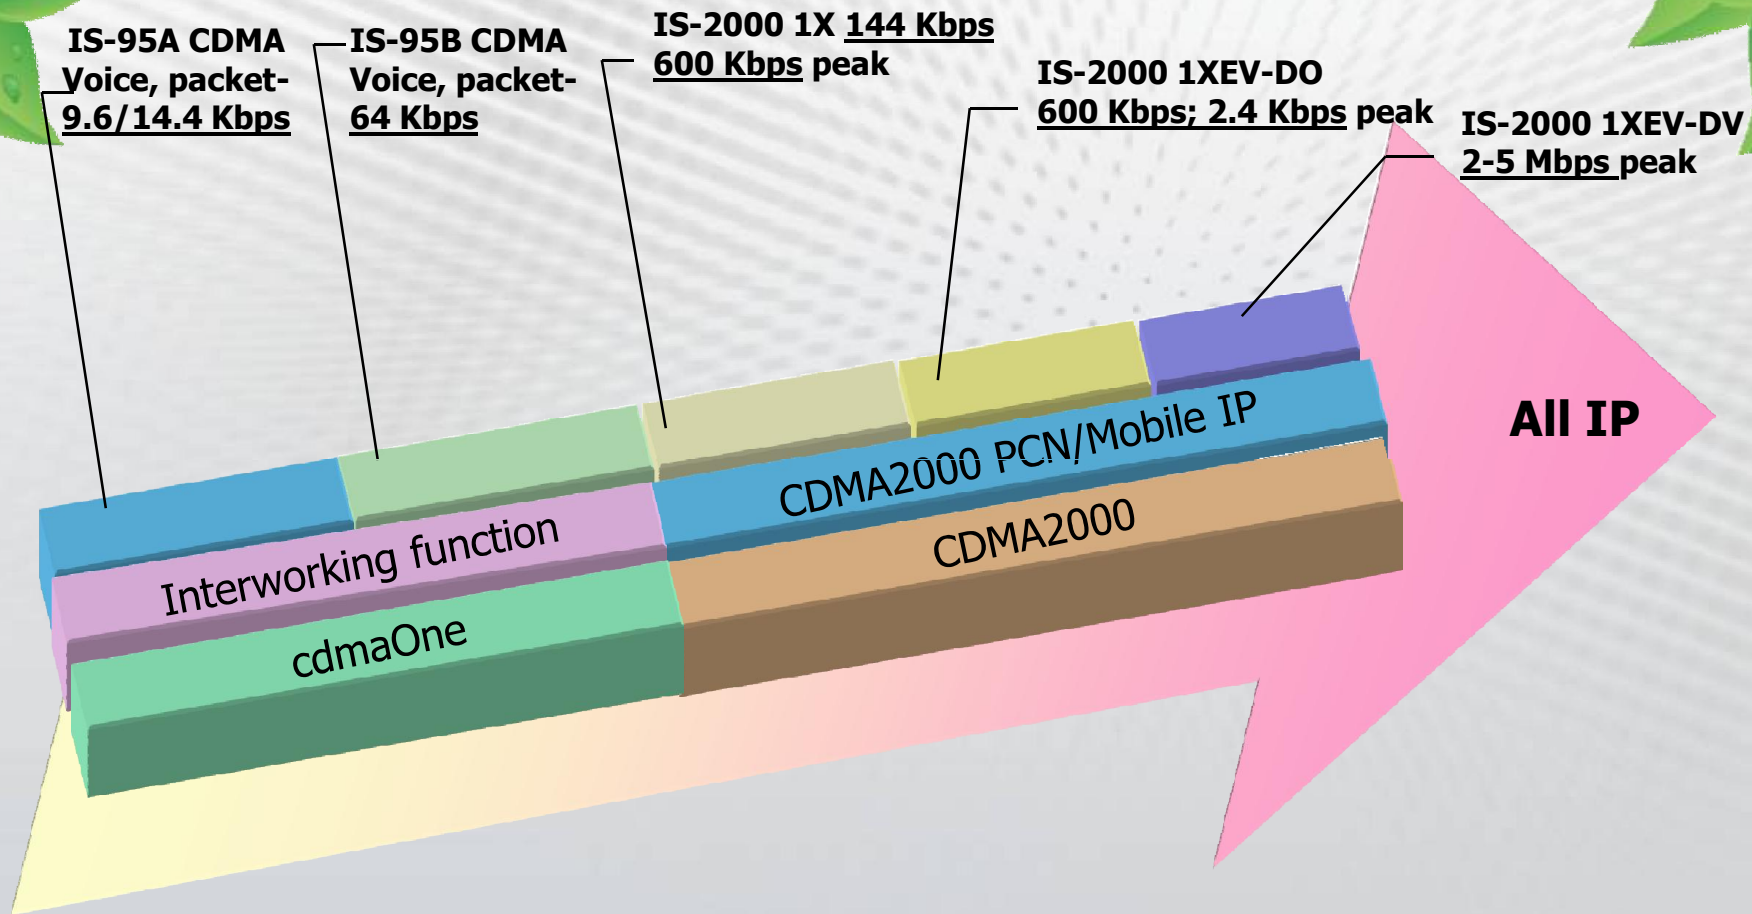 IS-95A CDMA
Voice, packet-
9.6/14.4 Kbps
IS-95B CDMA
Voice, packet-
64 Kbps
IS-2000 1X 144 Kbps
600 Kbps peak
IS-2000 1XEV-DO
600 Kbps; 2.4 Kbps peak
IS-2000 1XEV-DV
2-5 Mbps peak
All IP
CDMA2000 PCN/Mobile IP
Interworking function
CDMA2000
cdmaOne